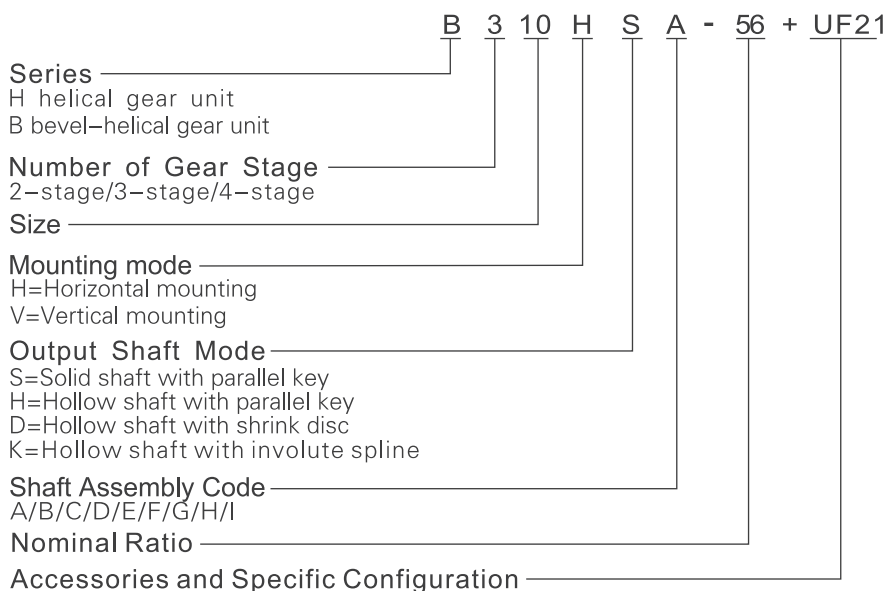 B 3 10 H S A - 56 + UF21
Series
H helical gear unit
B bevel-helical gear unit
Number of Gear Stage
2-stage/3-stage/4-stage
Size
Mounting mode
H=Horizontal mounting
V=Vertical mounting
Output Shaft Mode
S=Solid shaft with parallel key
H=Hollow shaft with parallel key
D=Hollow shaft with shrink disc
K=Hollow shaft with involute spline
Shaft Assembly Code
A/B/C/D/E/F/G/H/I
Nominal Ratio
Accessories and Specific Configuration